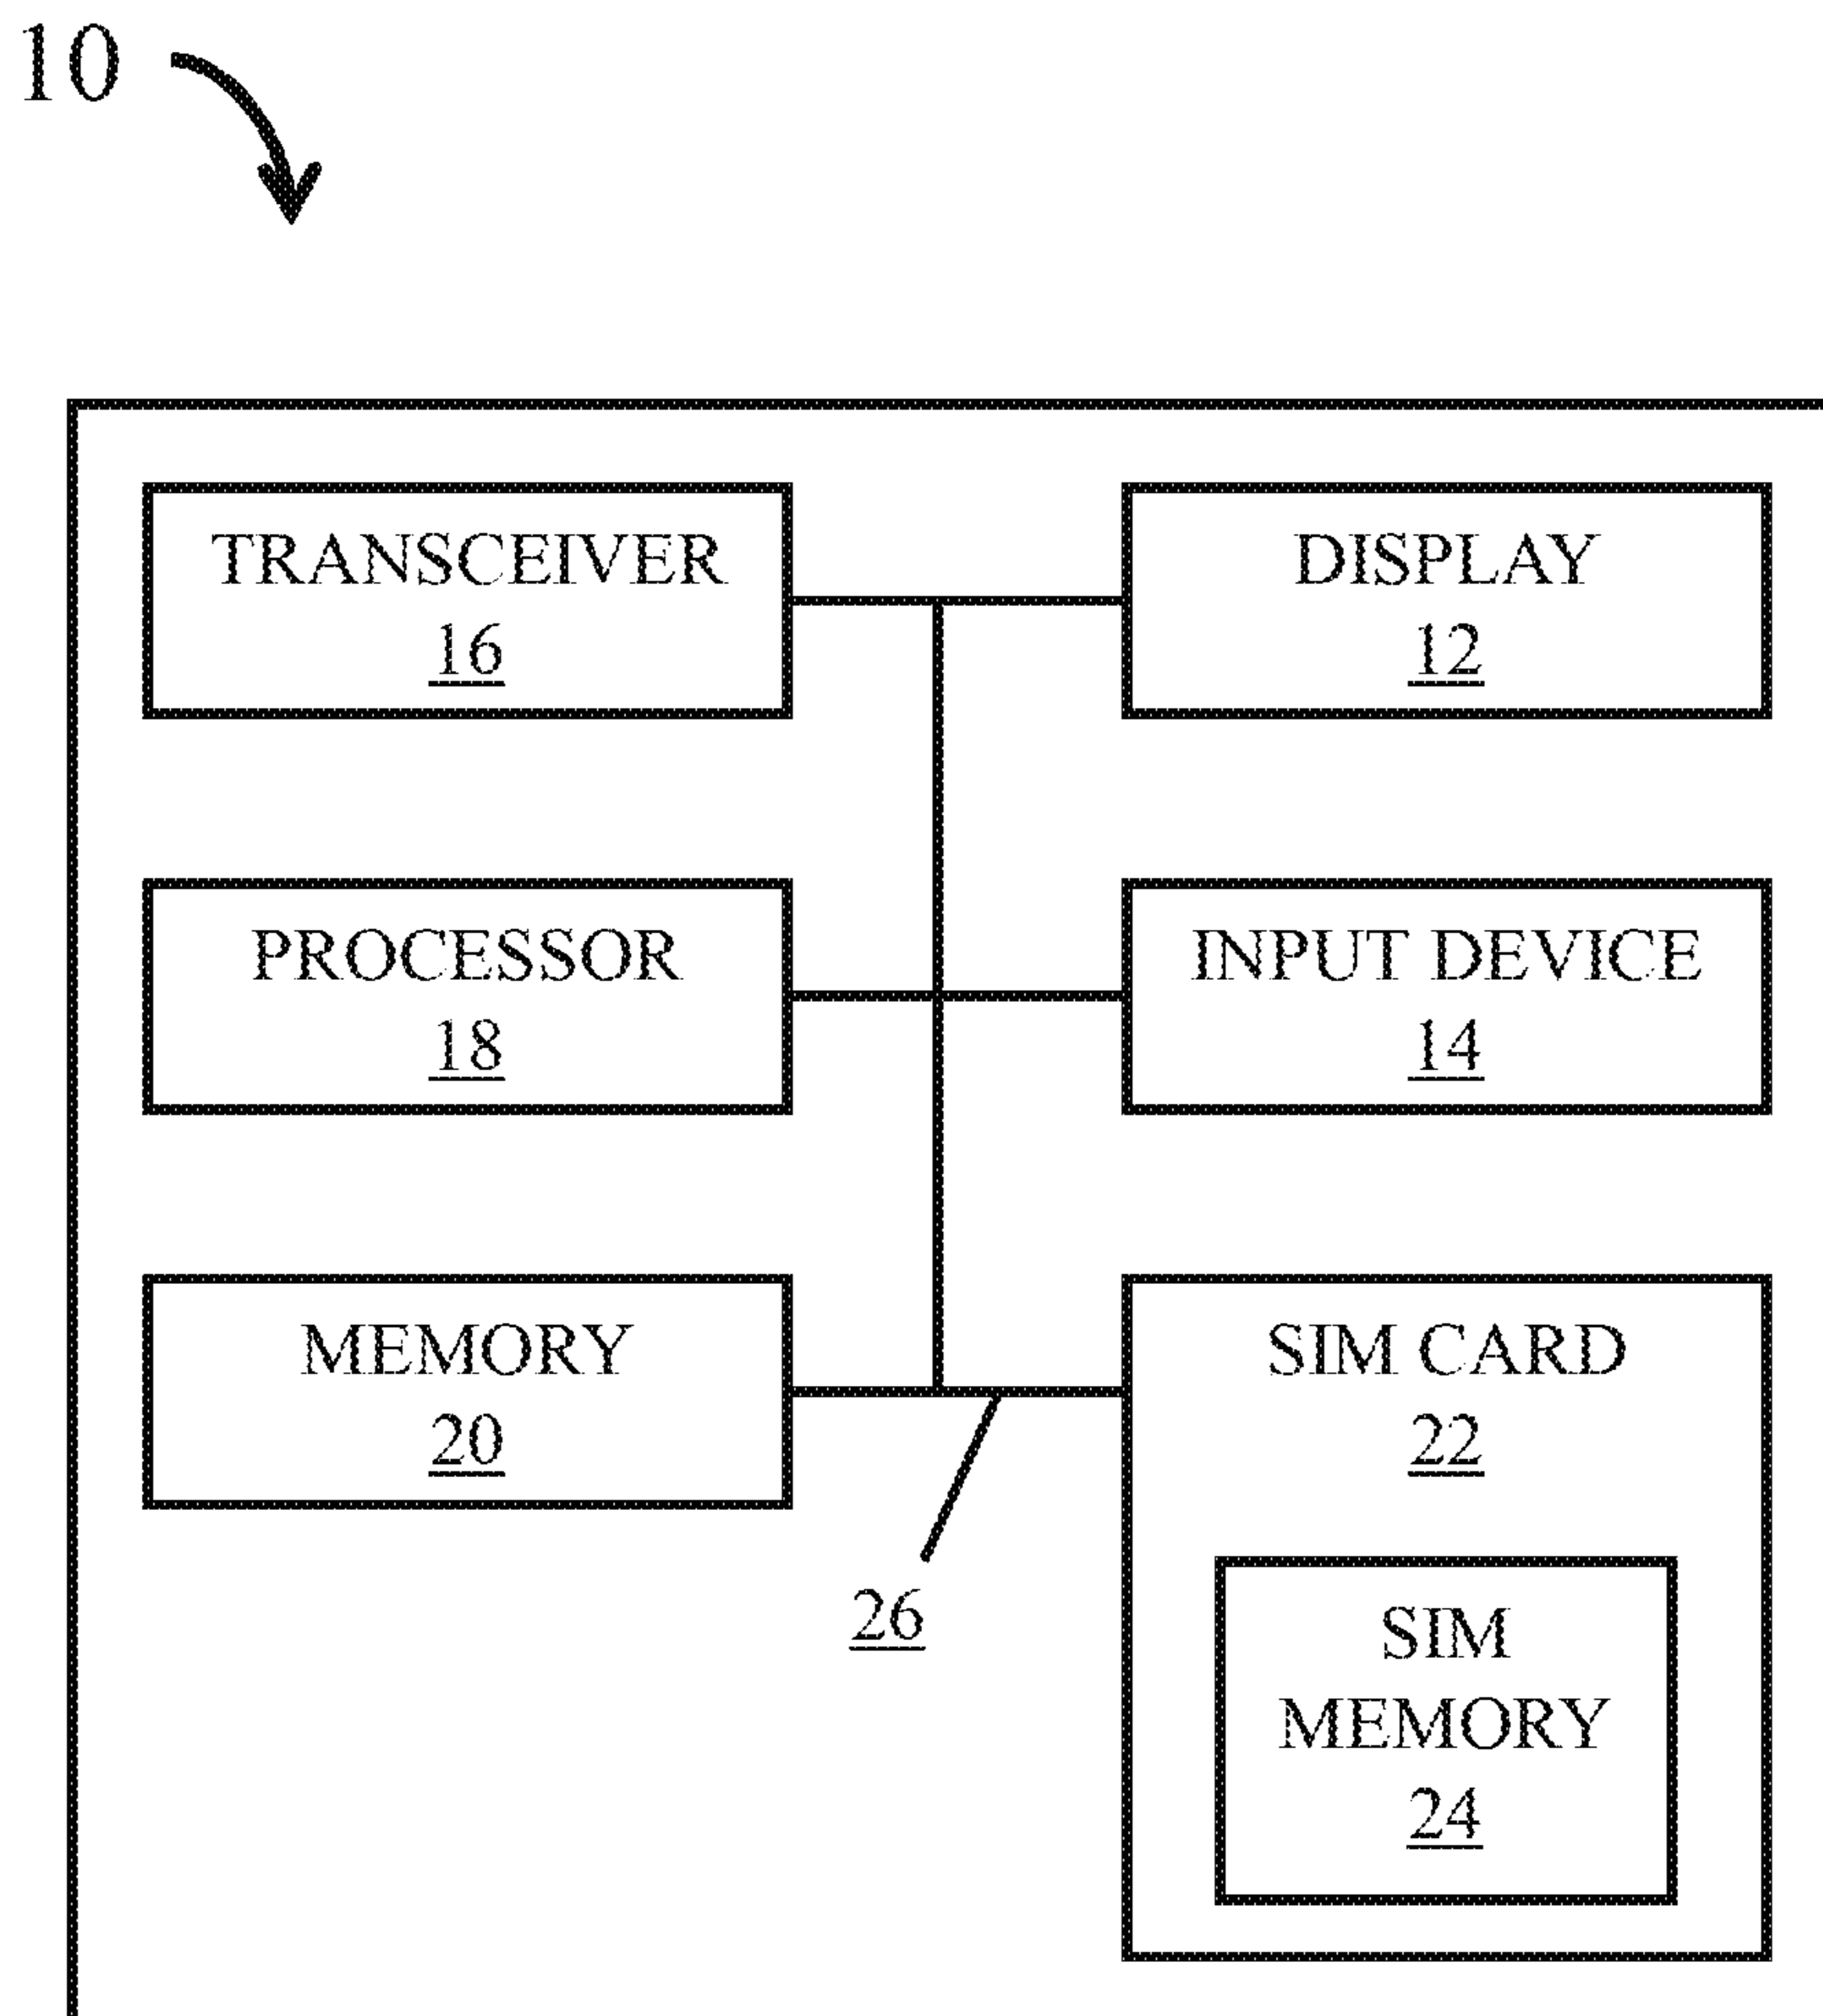 10
TRANSCEIVER
16
DISPLAY
12
PROCESSOR
18
INPUT DEVICE
14
MEMORY
20
SIM CARD
22
26
SIM
MEMORY
24